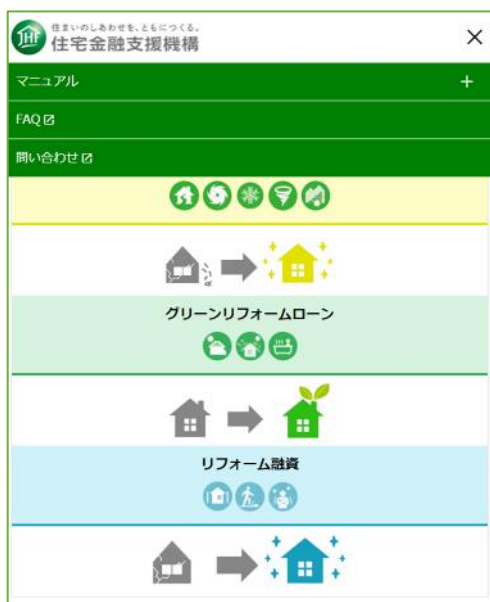 JHF
住まいのしあわせを、ともにつくる。
住宅金融支援機構
マニュアル
FAQ
問い合わせ
グリーンリフォームローン
リフォーム融資